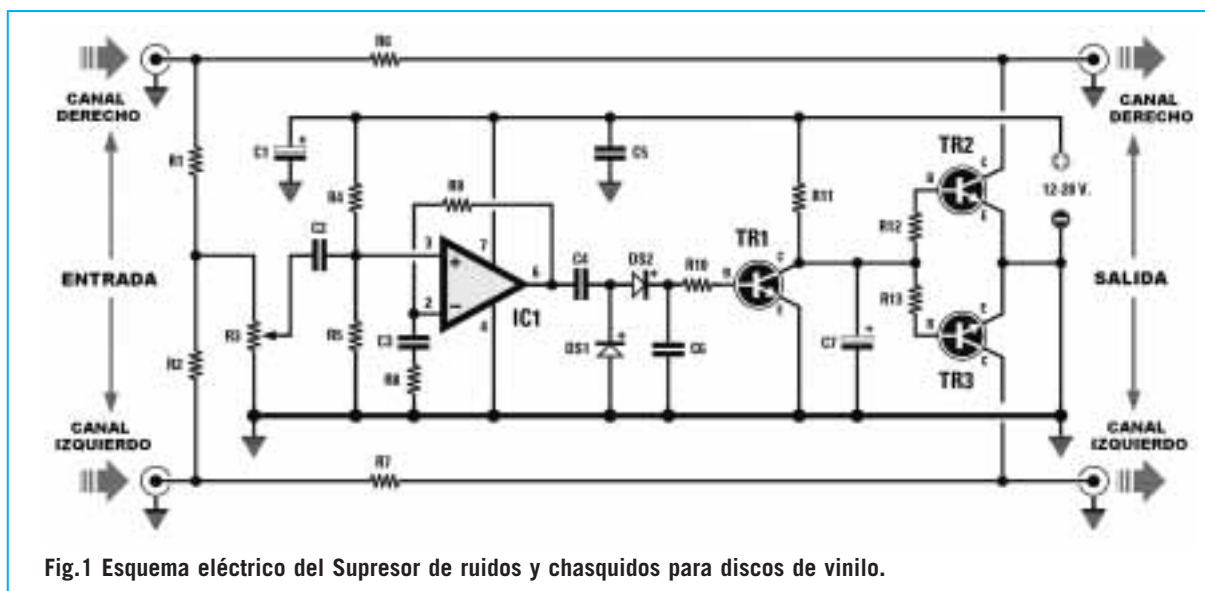 R6
CANAL
DERECHO
CANAL
DERECHO
C1
+
C5
TR2
C
B
E
12-28 V.
R1
R4
R9
R11
R12
C2
3
7
+
6
C4
DS2
+
R10
TR1
C
B
E
ENTRADA
SALIDA
R3
2
−
4
IC1
R13
E
B
C
TR3
R2
R5
C3
R8
DS1
+
C6
C7
+
CANAL
IZQUIERDO
CANAL
IZQUIERDO
R7
Fig.1 Esquema eléctrico del Supresor de ruidos y chasquidos para discos de vinilo.